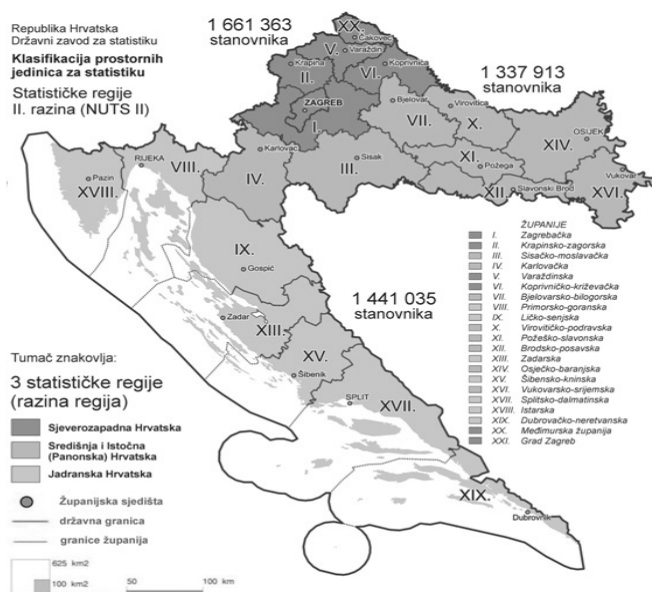 Republika Hrvatska
Državni zavod za statistiku
Klasifikacija prostornih
jedinica za statistiku
Statističke regije
II. razina (NUTS II)
1 661 363
stanovnika
1 337 913
stanovnika
1 441 035
stanovnika
XX.
Čakovec
V.
Varaždin
Krapina
II.
VI.
Koprivnica
ZAGREB
I.
Bjelovar
VII.
Virovitica
X.
XIV.
OSIJEK
Karlovac
IV.
III.
Sisak
XI.
Požega
XII.
Slavonski Brod
Vukovar
XVI.
RIJEKA
VIII.
Pazin
XVIII.
IX.
Gospić
Zadar
XIII.
XV.
Šibenik
SPLIT
XVII.
XIX.
Dubrovnik
ŽUPANIJE
I. Zagrebačka
II. Krapinsko-zagorska
III. Sisačko-moslavačka
IV. Karlovačka
V. Varaždinska
VI. Koprivničko-križevačka
VII. Bjelovarsko-bilogorska
VIII. Primorsko-goranska
IX. Ličko-senjska
X. Virovitičko-podravska
XI. Požeško-slavonska
XII. Brodsko-posavska
XIII. Zadarska
XIV. Osječko-baranjska
XV. Šibensko-kninska
XVI. Vukovarsko-srijemska
XVII. Splitsko-dalmatinska
XVIII. Istarska
XIX. Dubrovačko-neretvanska
XX. Međimurska županija
XXI. Grad Zagreb
Tumač znakovlja:
3 statističke regije
(razina regija)
Sjeverozapadna Hrvatska
Središnja i Istočna
(Panonska) Hrvatska
Jadranska Hrvatska
Županijska sjedišta
državna granica
granice županija
625 km2
100 km2
50
100 km